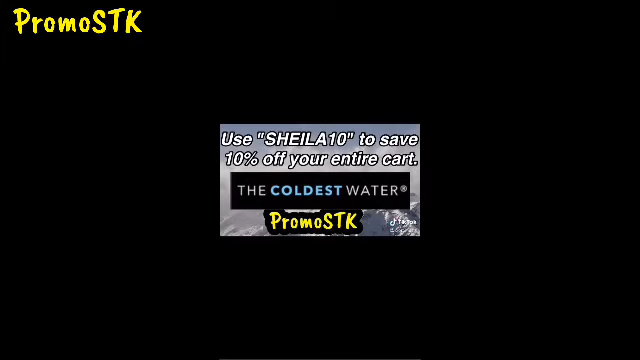 PromoSTK
Use "SHEILA10" to save
10% off your entire cart.
THE COLDEST WATER®
PromoSTK